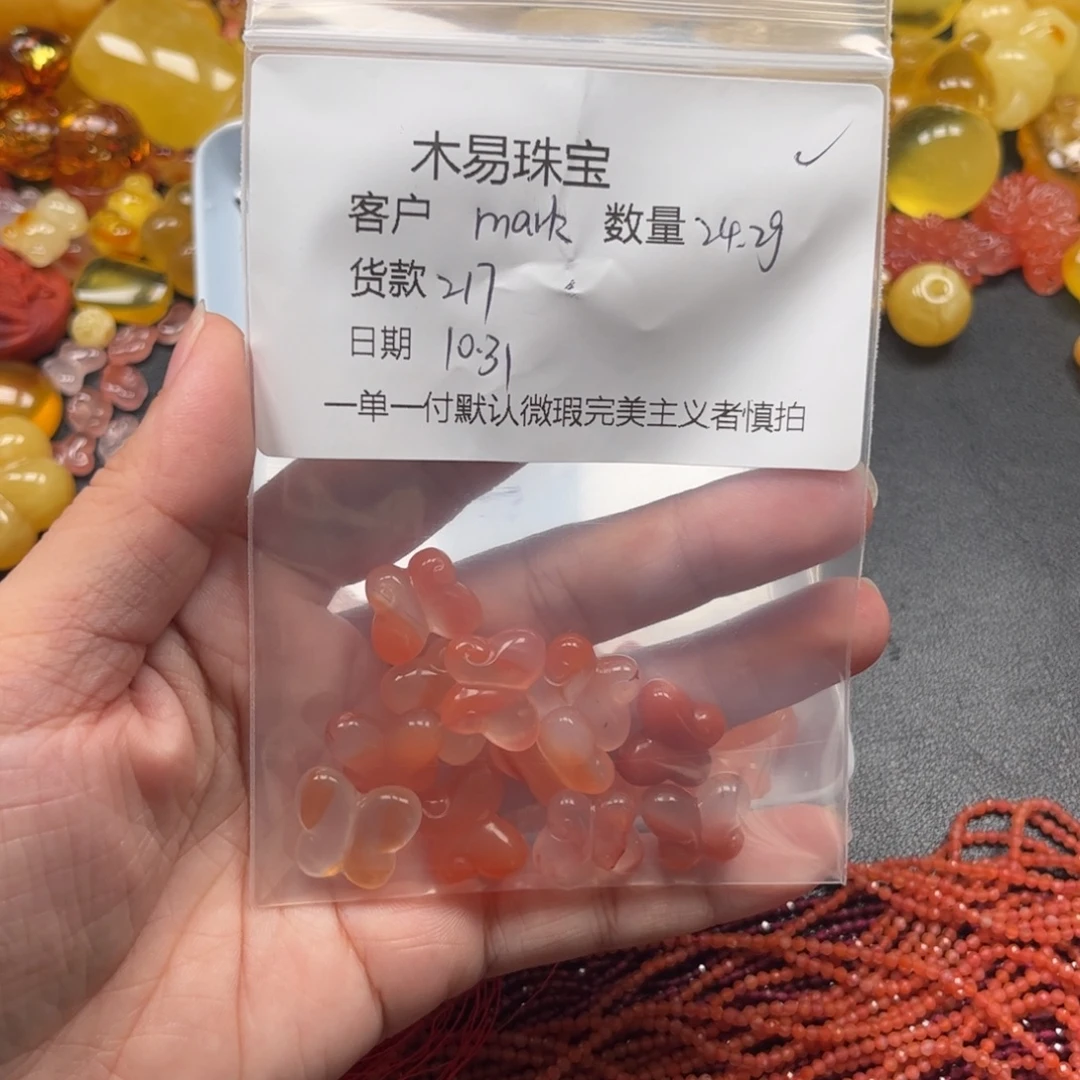 木易珠宝
客户 mark 数量 24.29
货款 217
日期 10.31
一单一付默认微瑕完美主义者慎拍